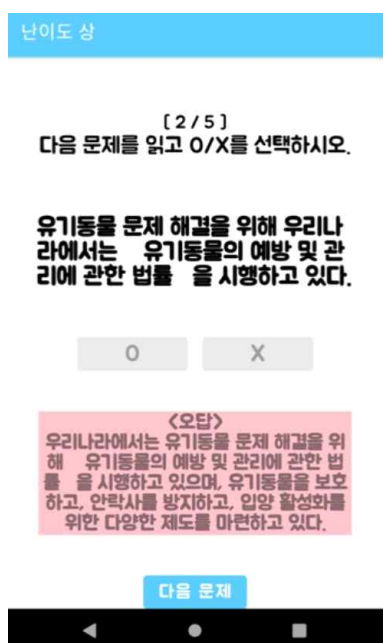 난이도 상
[2/5]
다음 문제를 읽고 O/X를 선택하시오.
유기동물 문제 해결을 위해 우리나
라에서는 유기동물의 예방 및 관
리에 관한 법률 을 시행하고 있다.
O X
<오답>
우리나라에서는 유기동물 문제 해결을 위
해 유기동물의 예방 및 관리에 관한 법
률 을 시행하고 있으며, 유기동물을 보호
하고, 안락사를 방지하고, 입양 활성화를
위한 다양한 제도를 마련하고 있다.
다음 문제